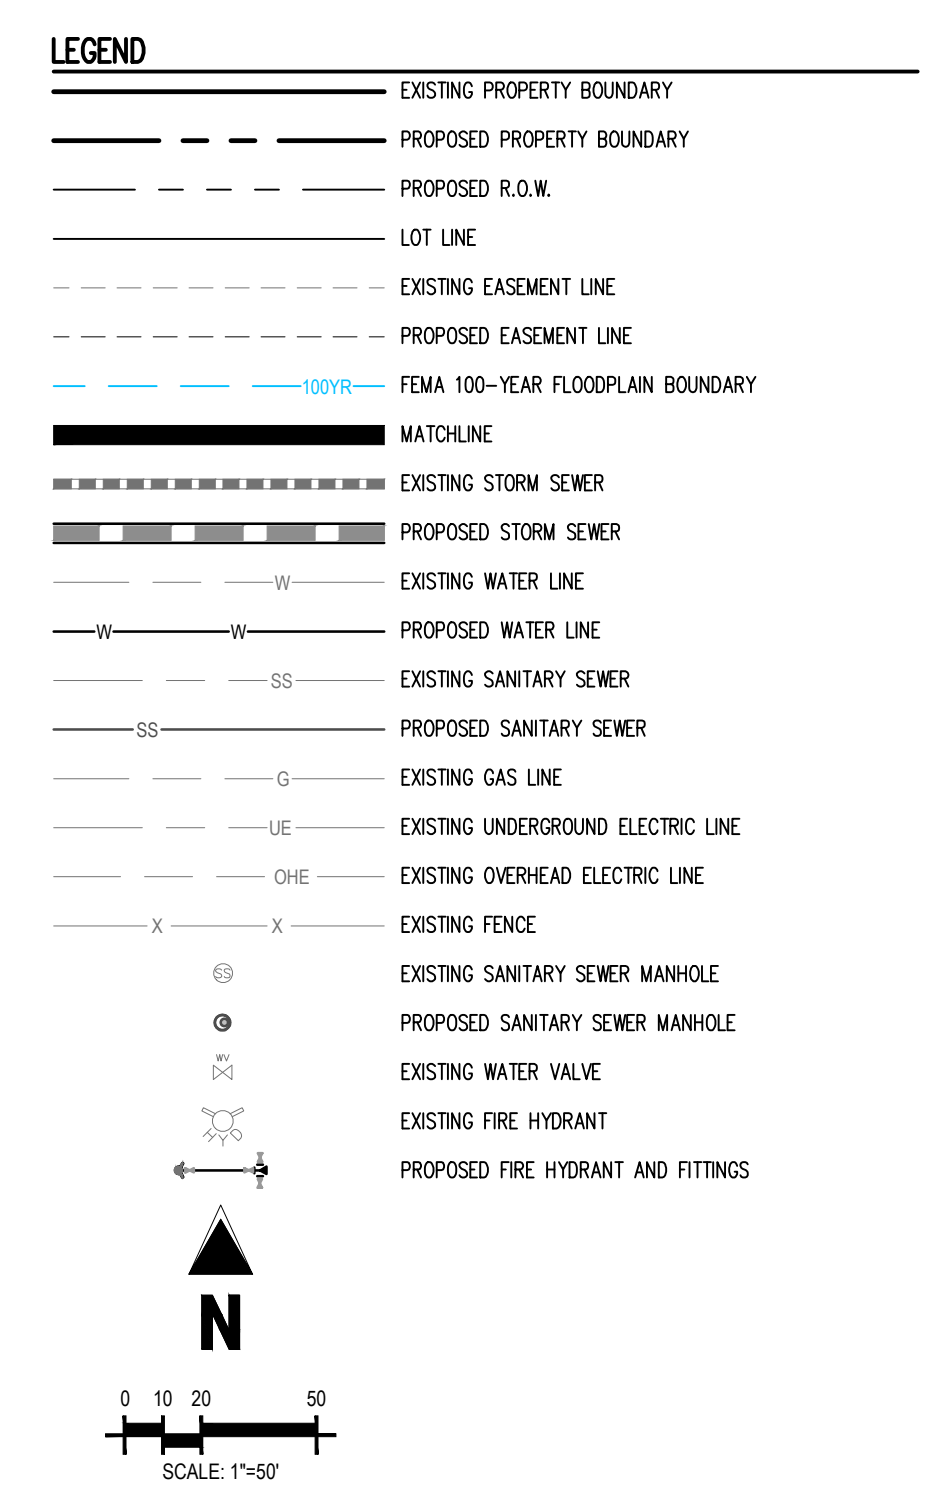 LEGEND
EXISTING PROPERTY BOUNDARY
PROPOSED PROPERTY BOUNDARY
PROPOSED R.O.W.
LOT LINE
EXISTING EASEMENT LINE
PROPOSED EASEMENT LINE
100YR FEMA 100-YEAR FLOODPLAIN BOUNDARY
MATCHLINE
EXISTING STORM SEWER
PROPOSED STORM SEWER
W EXISTING WATER LINE
W W PROPOSED WATER LINE
SS EXISTING SANITARY SEWER
SS PROPOSED SANITARY SEWER
G EXISTING GAS LINE
UE EXISTING UNDERGROUND ELECTRIC LINE
OHE EXISTING OVERHEAD ELECTRIC LINE
X X EXISTING FENCE
SS EXISTING SANITARY SEWER MANHOLE
PROPOSED SANITARY SEWER MANHOLE
WV EXISTING WATER VALVE
HYD EXISTING FIRE HYDRANT
PROPOSED FIRE HYDRANT AND FITTINGS
N
0 10 20 50
SCALE: 1"=50'